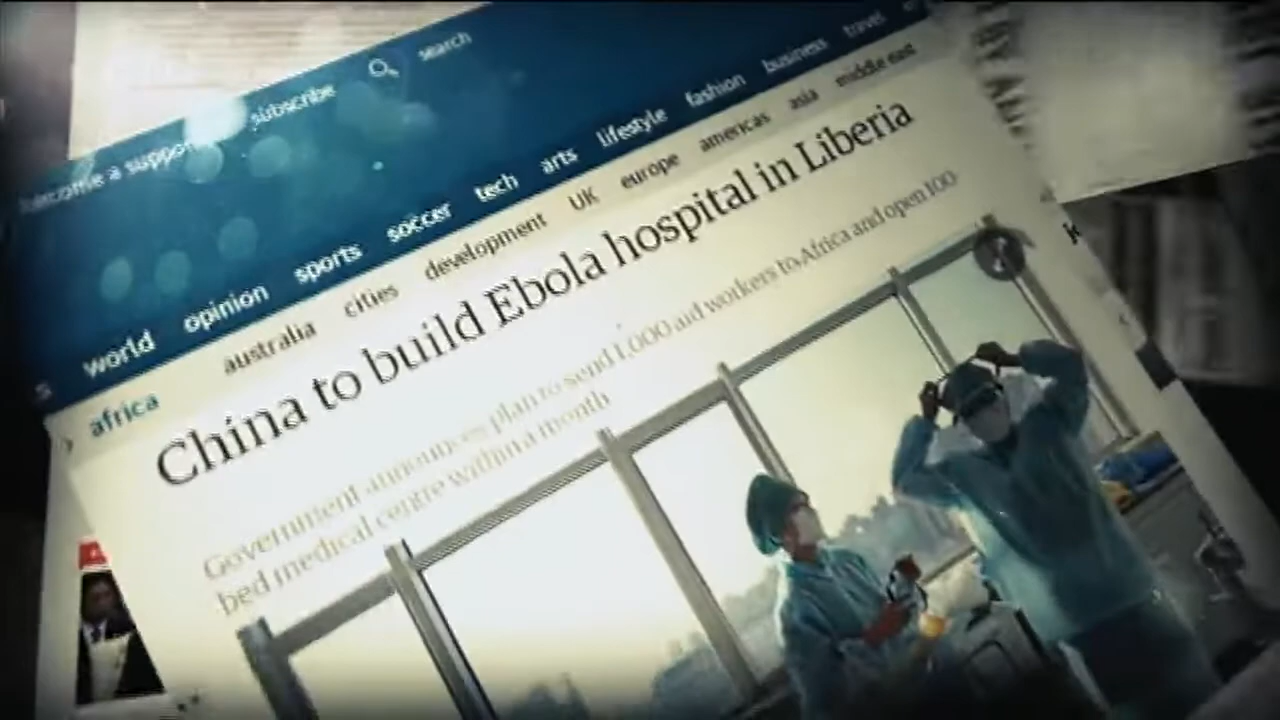 become a supporter subscribe search
world opinion sports soccer tech arts lifestyle fashion business travel
australia cities development UK europe americas asia middle east
africa
China to build Ebola hospital in Liberia
Government announces plan to send 1,000 aid workers to Africa and open 100-
bed medical centre within a month